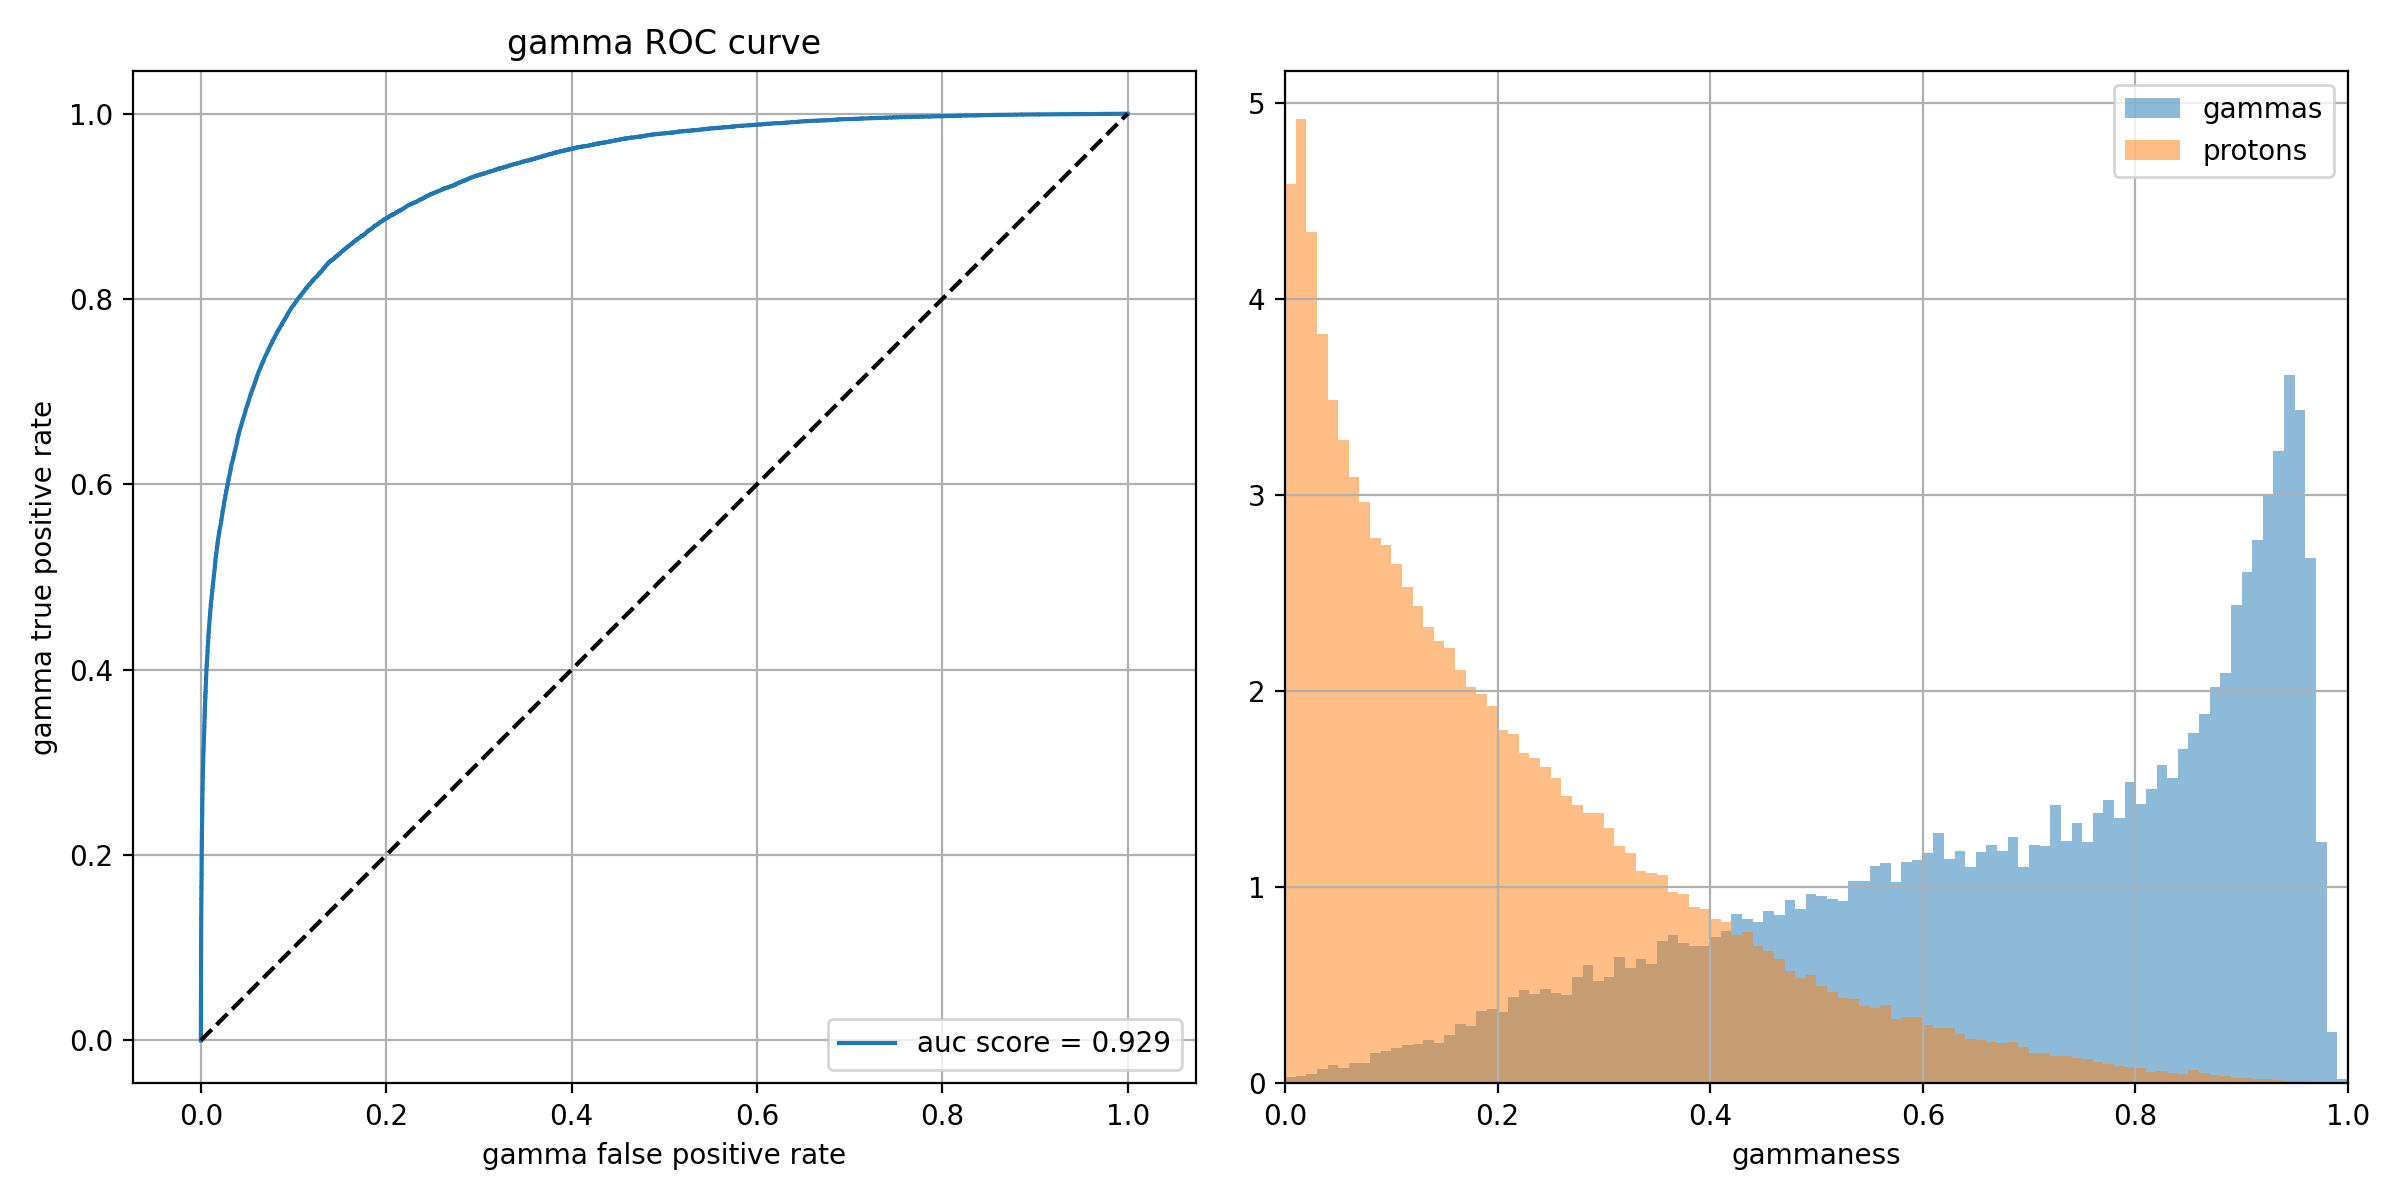 gamma ROC curve
1.0
0.8
0.6
0.4
0.2
0.0
gamma true positive rate
0.0 0.2 0.4 0.6 0.8 1.0
gamma false positive rate
auc score = 0.929
gammas
protons
5
4
3
2
1
0
0.0 0.2 0.4 0.6 0.8 1.0
gammaness